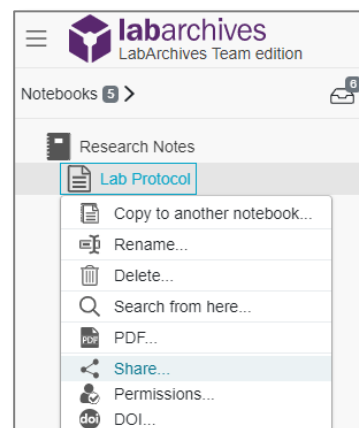 labarchives
LabArchives Team edition
Notebooks 5 >
6
Research Notes
Lab Protocol
Copy to another notebook...
Rename...
Delete...
Search from here...
PDF PDF...
Share...
Permissions...
doi DOI...